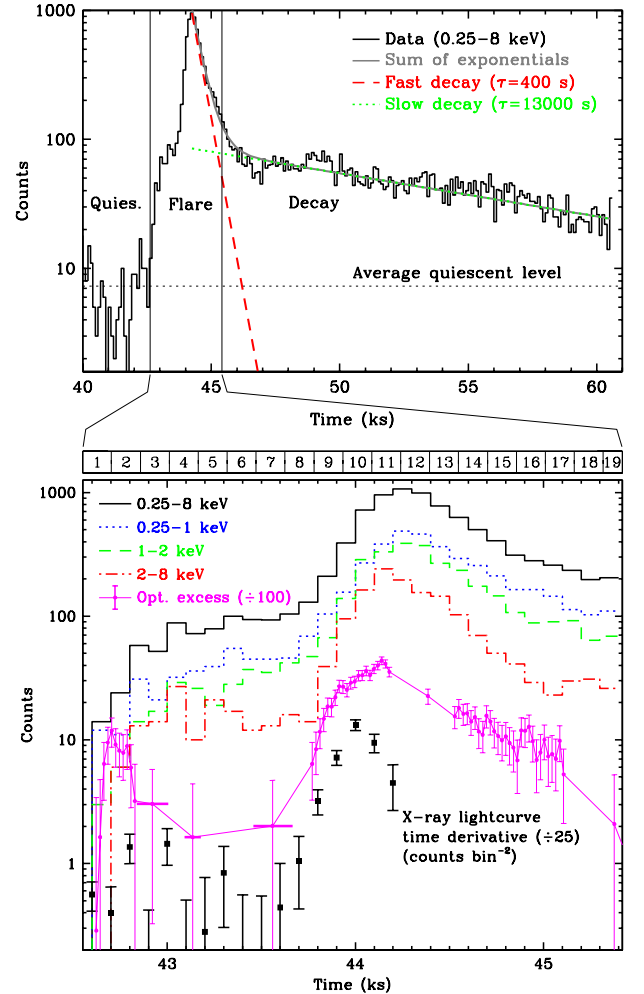 1000
100
10
Counts
Data (0.25−8 keV)
Sum of exponentials
Fast decay (τ=400 s)
Slow decay (τ=13000 s)
Quies. Flare Decay
Average quiescent level
40 45 50 55 60
Time (ks)
1 2 3 4 5 6 7 8 9 10 11 12 13 14 15 16 17 18 19
1000
100
10
1
Counts
0.25−8 keV
0.25−1 keV
1−2 keV
2−8 keV
Opt. excess (÷100)
X−ray lightcurve
time derivative (÷25)
(counts bin⁻²)
43 44 45
Time (ks)